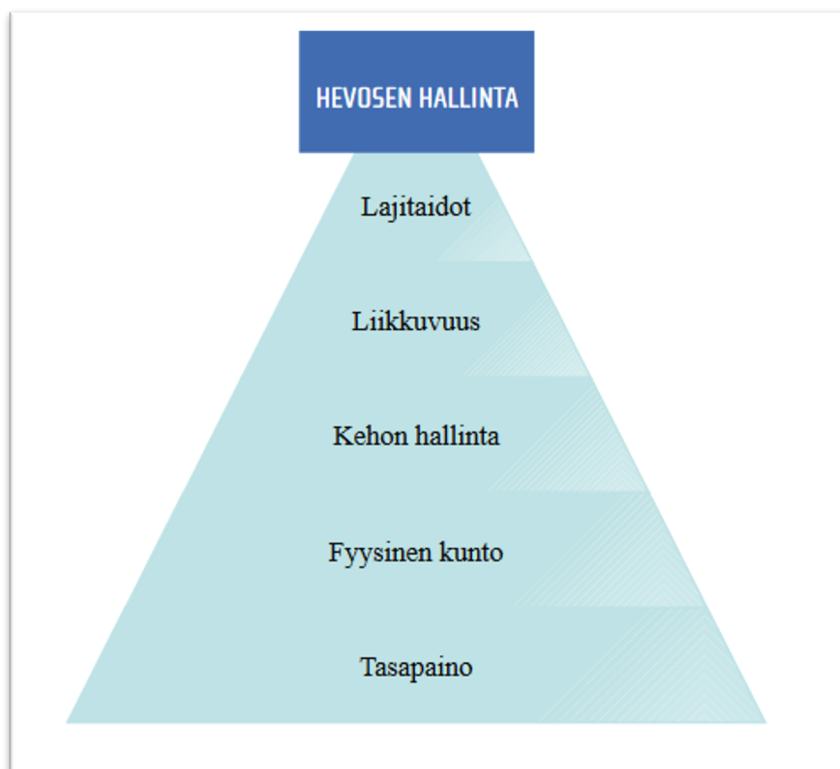 HEVOSEN HALLINTA
Lajitaidot
Liikkuvuus
Kehon hallinta
Fyysinen kunto
Tasapaino